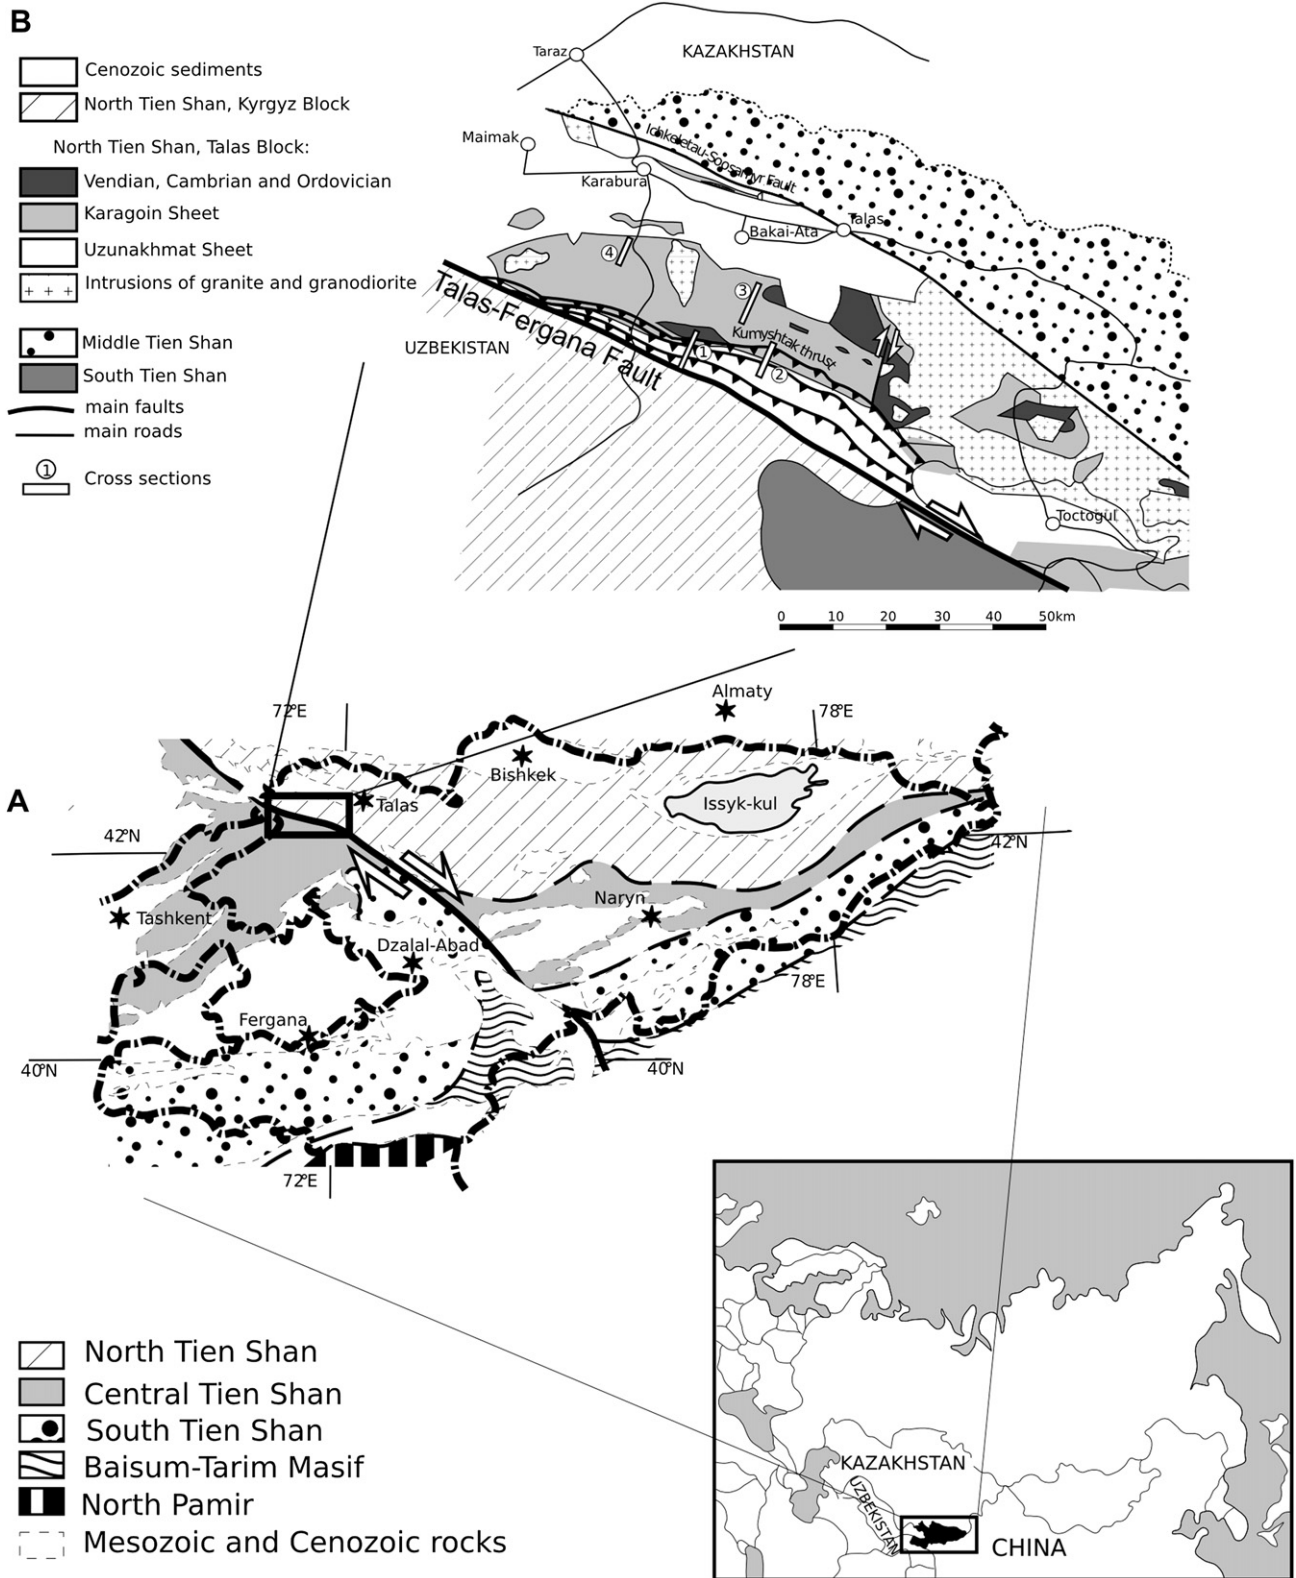 B
Cenozoic sediments
North Tien Shan, Kyrgyz Block
North Tien Shan, Talas Block:
Vendian, Cambrian and Ordovician
Karagoin Sheet
Uzunakhmat Sheet
Intrusions of granite and granodiorite
Middle Tien Shan
South Tien Shan
main faults
main roads
1
Cross sections
Taraz
KAZAKHSTAN
Maimak
Ichkeletau-Soosamyr Fault
Karabura
Talas
Bakai-Ata
4
3
Talas-Fergana Fault
Kumyshtak thrust
UZBEKISTAN
1
2
Toctogul
0 10 20 30 40 50km
A
72°E
Almaty
78°E
Bishkek
Issyk-kul
Talas
42°N
42°N
Naryn
Tashkent
Dzalal-Abad
78°E
Fergana
40°N
40°N
72°E
North Tien Shan
Central Tien Shan
South Tien Shan
Baisum-Tarim Masif
North Pamir
Mesozoic and Cenozoic rocks
KAZAKHSTAN
UZBEKISTAN
CHINA